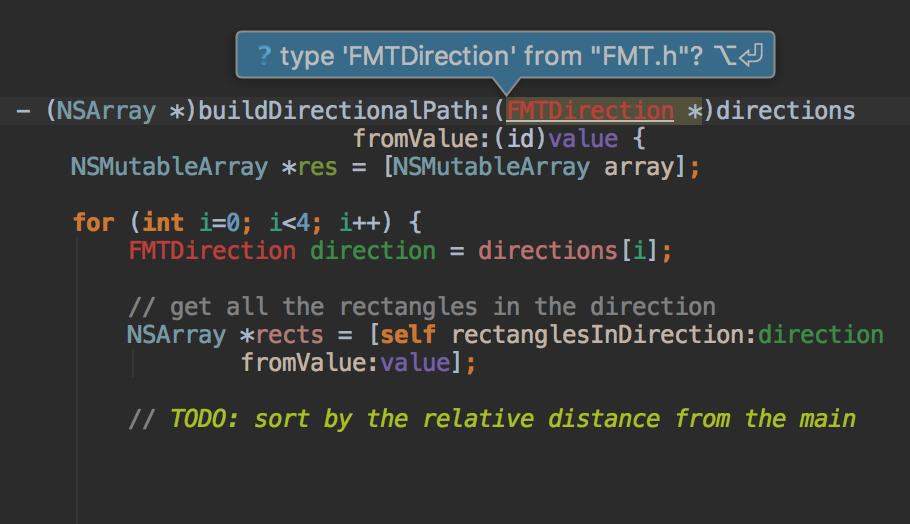 ? type 'FMTDirection' from "FMT.h"? ⌥⏎
- (NSArray *)buildDirectionalPath:(FMTDirection *)directions
fromValue:(id)value {
NSMutableArray *res = [NSMutableArray array];
for (int i=0; i<4; i++) {
FMTDirection direction = directions[i];
// get all the rectangles in the direction
NSArray *rects = [self rectanglesInDirection:direction
fromValue:value];
// TODO: sort by the relative distance from the main